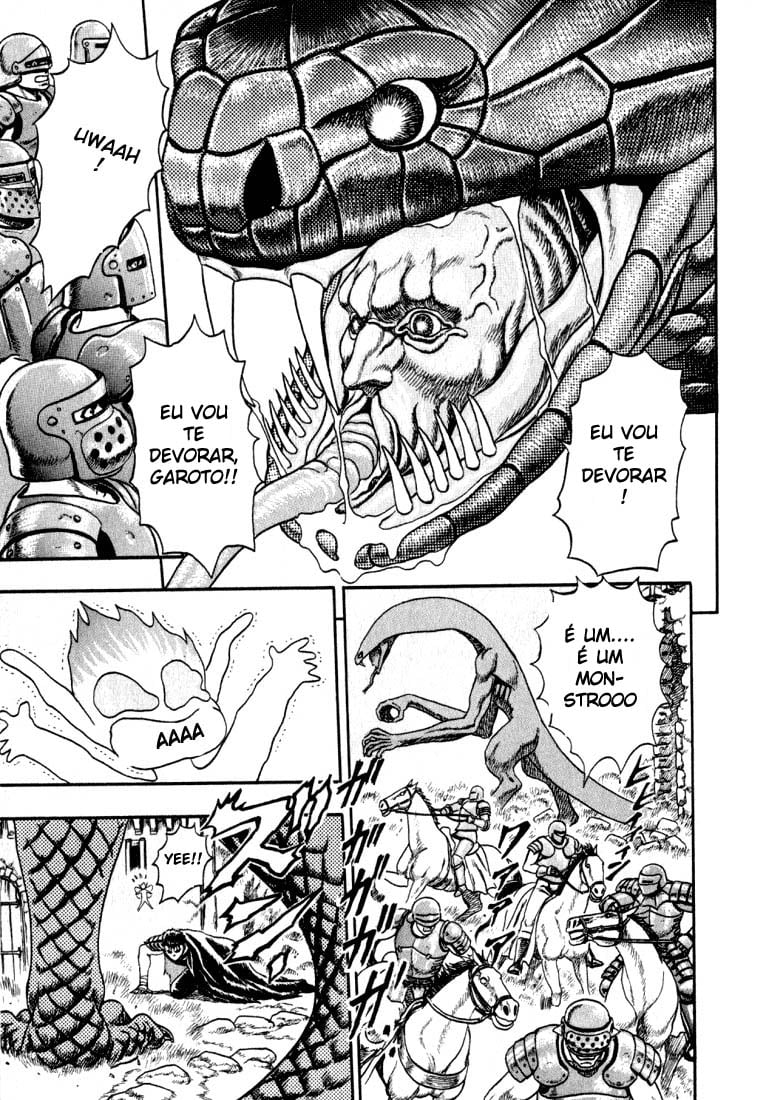 EU VOU
TE
DEVORAR
!
EU VOU
TE
DEVORAR,
GAROTO!!
UWAAH
!
É UM....
É UM
MON-
STROOO
AAAA
YEE!!